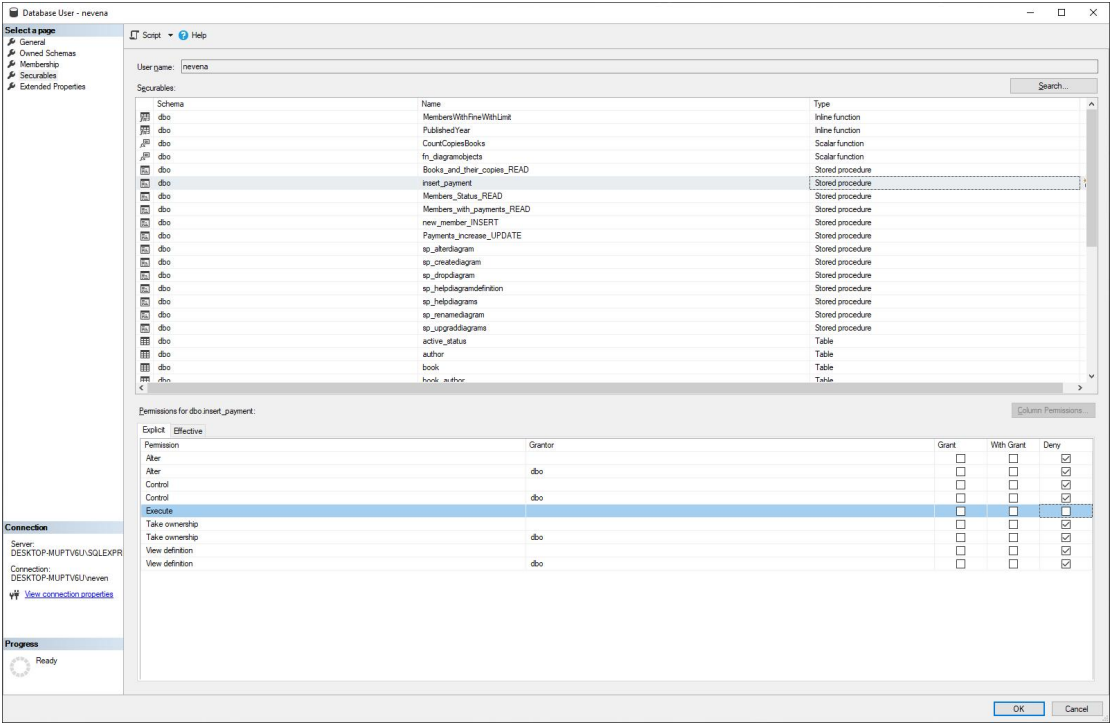 Database User - nevena
Select a page
General
Owned Schemas
Membership
Securables
Extended Properties
Script Help
User name: nevena
Securables: Search...
Schema Name Type
dbo MembersWithFineWithLimit Inline function
dbo PublishedYear Inline function
dbo CountCopiesBooks Scalar function
dbo fn_diagramobjects Scalar function
dbo Books_and_their_copies_READ Stored procedure
dbo insert_payment Stored procedure
dbo Members_Status_READ Stored procedure
dbo Members_with_payments_READ Stored procedure
dbo new_member_INSERT Stored procedure
dbo Payments_increase_UPDATE Stored procedure
dbo sp_alterdiagram Stored procedure
dbo sp_creatediagram Stored procedure
dbo sp_dropdiagram Stored procedure
dbo sp_helpdiagramdefinition Stored procedure
dbo sp_helpdiagrams Stored procedure
dbo sp_renamediagram Stored procedure
dbo sp_upgraddiagrams Stored procedure
dbo active_status Table
dbo author Table
dbo book Table
dbo book_author Table
Permissions for dbo.insert_payment: Column Permissions...
Explicit Effective
Permission Grantor Grant With Grant Deny
Alter
Alter dbo
Control
Control dbo
Execute
Take ownership
Take ownership dbo
View definition
View definition dbo
Connection
Server:
DESKTOP-MUPTV6U\SQLEXPR
Connection:
DESKTOP-MUPTV6U\neven
View connection properties
Progress
Ready
OK Cancel